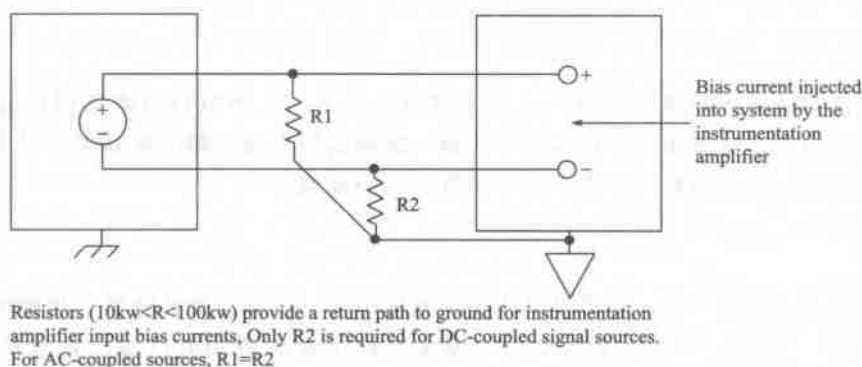 +
−
R1
R2
+
−
Bias current injected
into system by the
instrumentation
amplifier
Resistors (10kw<R<100kw) provide a return path to ground for instrumentation
amplifier input bias currents, Only R2 is required for DC-coupled signal sources.
For AC-coupled sources, R1=R2